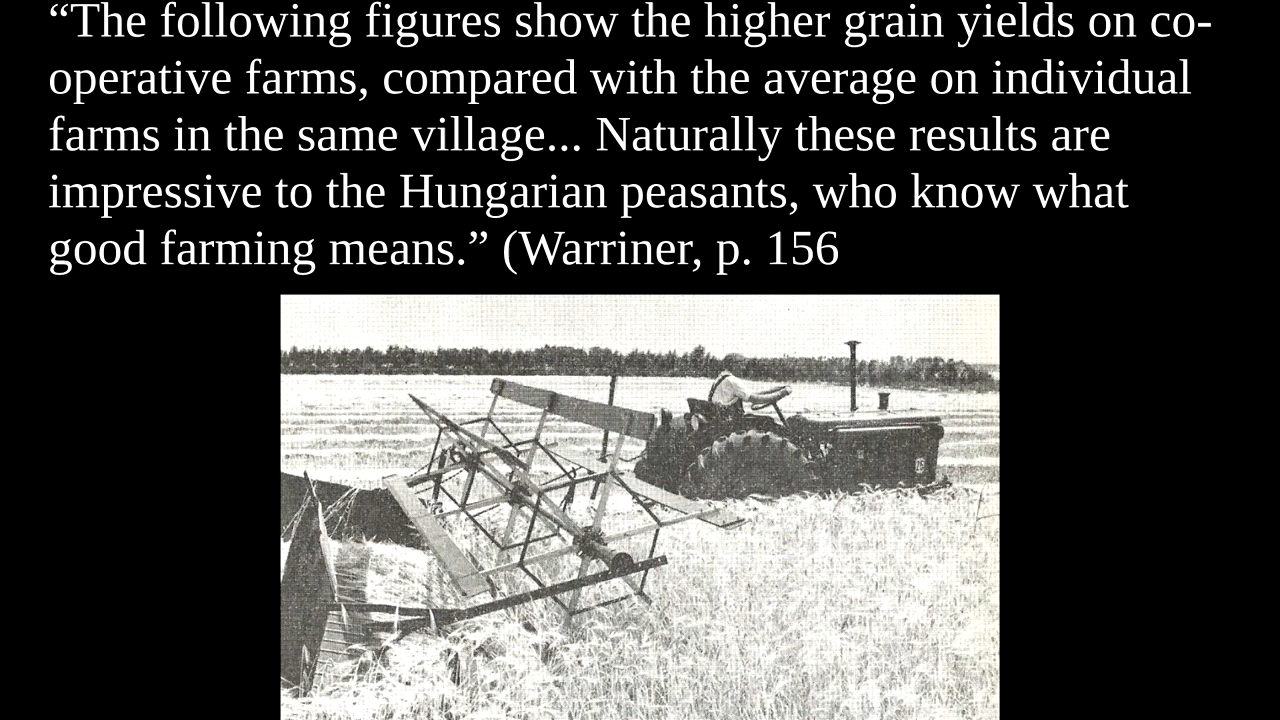 “The following figures show the higher grain yields on co-
operative farms, compared with the average on individual
farms in the same village... Naturally these results are
impressive to the Hungarian peasants, who know what
good farming means.” (Warriner, p. 156